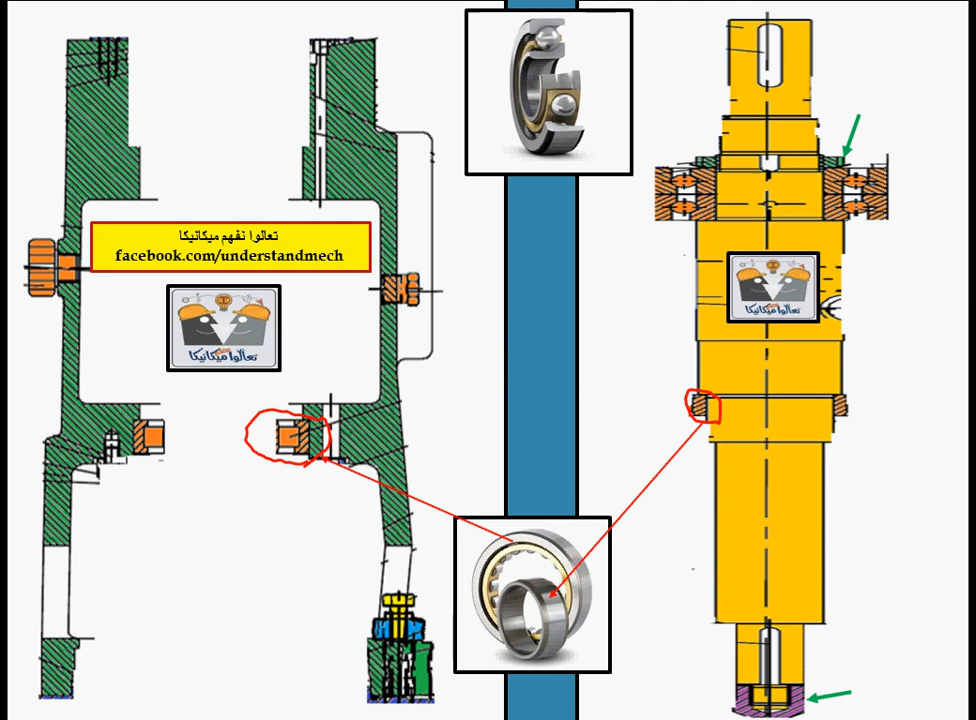 تعالوا نفهم ميكانيكا
facebook.com/understandmech
تعالوا ميكانيكا
تعالوا ميكانيكا